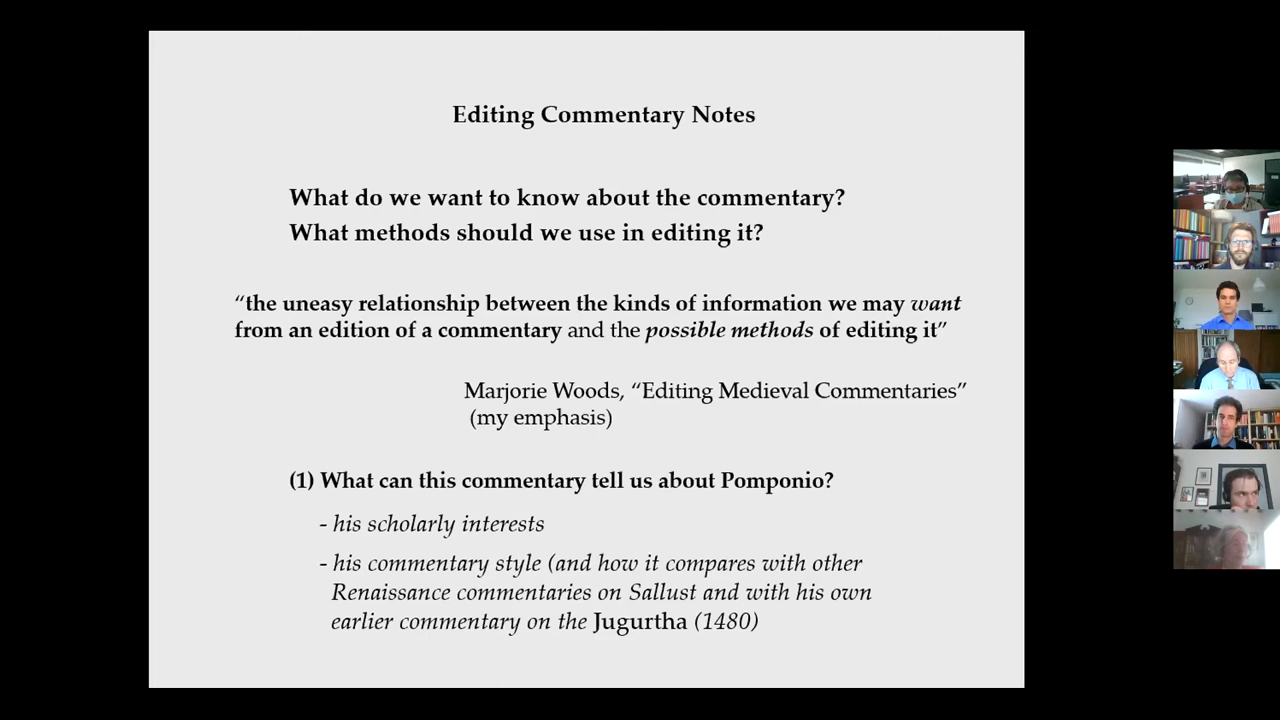 Editing Commentary Notes
What do we want to know about the commentary?
What methods should we use in editing it?
“the uneasy relationship between the kinds of information we may want
from an edition of a commentary and the possible methods of editing it”
Marjorie Woods, “Editing Medieval Commentaries”
(my emphasis)
(1) What can this commentary tell us about Pomponio?
- his scholarly interests
- his commentary style (and how it compares with other
Renaissance commentaries on Sallust and with his own
earlier commentary on the Jugurtha (1480)